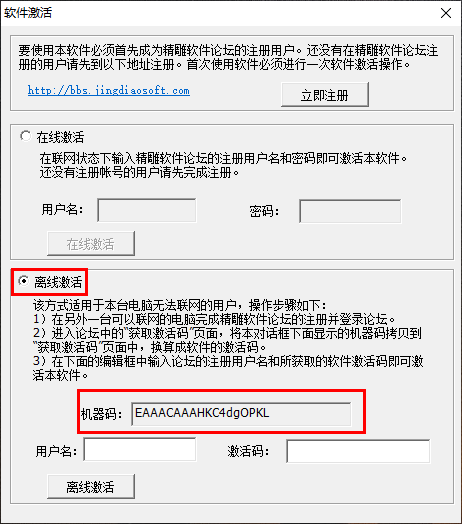 软件激活
要使用本软件必须首先成为精雕软件论坛的注册用户。还没有在精雕软件论坛注
册的用户请先到以下地址注册。首次使用软件必须进行一次软件激活操作。
http://bbs.jingdiaosoft.com
立即注册
在线激活
在联网状态下输入精雕软件论坛的注册用户名和密码即可激活本软件。
还没有注册帐号的用户请先完成注册。
用户名： 密码：
在线激活
离线激活
该方式适用于本台电脑无法联网的用户，操作步骤如下：
1）在另外一台可以联网的电脑完成精雕软件论坛的注册并登录论坛。
2）进入论坛中的“获取激活码”页面，将本对话框下面显示的机器码拷贝到
“获取激活码”页面中，换算成软件的激活码。
3）在下面的编辑框中输入论坛的注册用户名和所获取的软件激活码即可激
活本软件。
机器码： EAAACAAAHKC4dgOPKL
用户名： 激活码：
离线激活